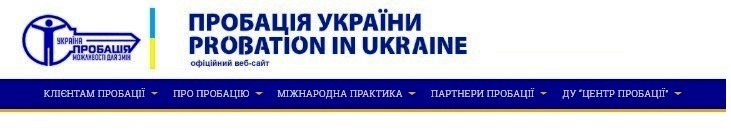 УКРАЇНА
ПРОБАЦІЯ
МОЖЛИВОСТІ ДЛЯ ЗМІН
ПРОБАЦІЯ УКРАЇНИ
PROBATION IN UKRAINE
офіційний веб-сайт
КЛІЄНТАМ ПРОБАЦІЇ ПРО ПРОБАЦІЮ МІЖНАРОДНА ПРАКТИКА ПАРТНЕРИ ПРОБАЦІЇ ДУ "ЦЕНТР ПРОБАЦІЇ"